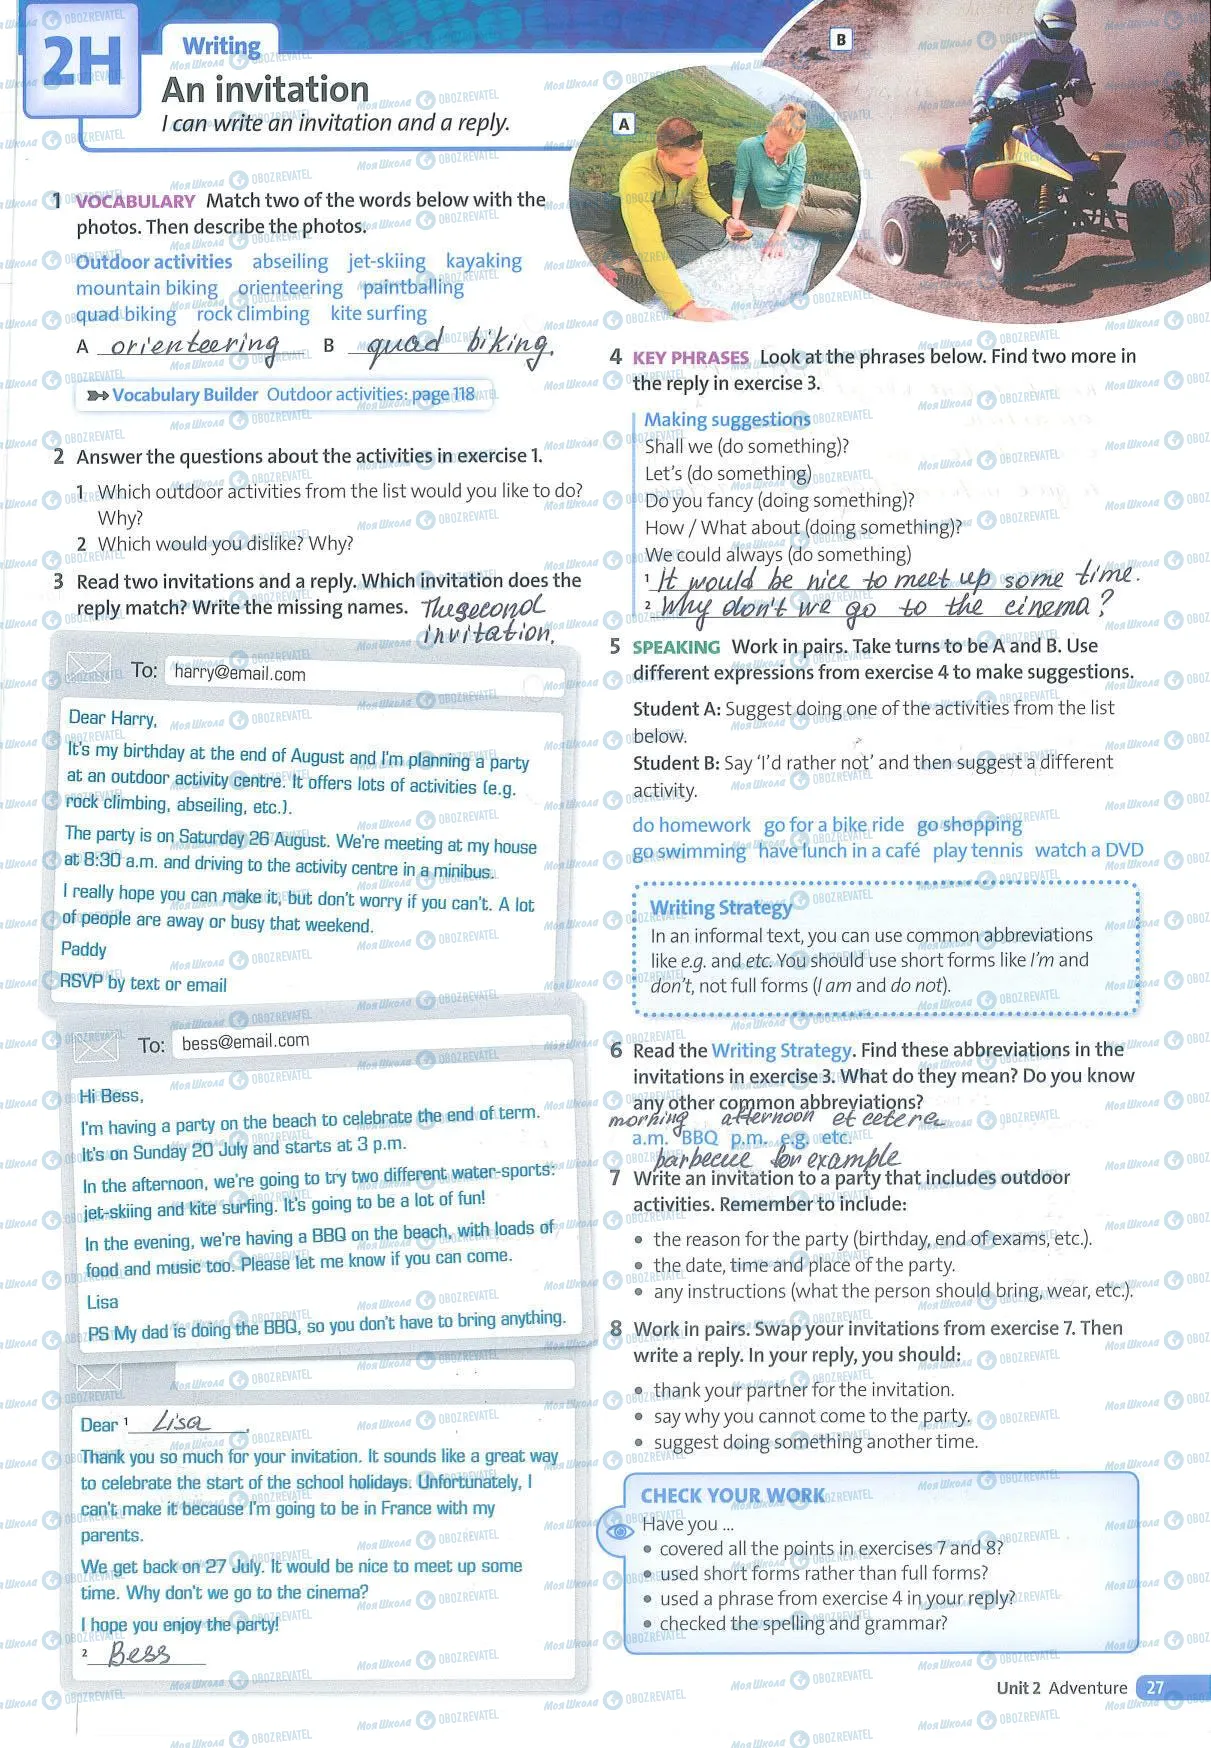 2H
Writing
An invitation
I can write an invitation and a reply.
A
B
1 VOCABULARY Match two of the words below with the
photos. Then describe the photos.
Outdoor activities abseiling jet-skiing kayaking
mountain biking orienteering paintballing
quad biking rock climbing kite surfing
A orienteering B quad biking.
Vocabulary Builder Outdoor activities: page 118
2 Answer the questions about the activities in exercise 1.
1 Which outdoor activities from the list would you like to do?
Why?
2 Which would you dislike? Why?
3 Read two invitations and a reply. Which invitation does the
reply match? Write the missing names. The second
invitation.
To: harry@email.com
Dear Harry,
It's my birthday at the end of August and I'm planning a party
at an outdoor activity centre. It offers lots of activities (e.g.
rock climbing, abseiling, etc.).
The party is on Saturday 26 August. We're meeting at my house
at 8:30 a.m. and driving to the activity centre in a minibus.
I really hope you can make it, but don't worry if you can't. A lot
of people are away or busy that weekend.
Paddy
RSVP by text or email
To: bess@email.com
Hi Bess,
I'm having a party on the beach to celebrate the end of term.
It's on Sunday 20 July and starts at 3 p.m.
In the afternoon, we're going to try two different water-sports:
jet-skiing and kite surfing. It's going to be a lot of fun!
In the evening, we're having a BBQ on the beach, with loads of
food and music too. Please let me know if you can come.
Lisa
PS My dad is doing the BBQ, so you don't have to bring anything.
Dear 1 Lisa,
Thank you so much for your invitation. It sounds like a great way
to celebrate the start of the school holidays. Unfortunately, I
can't make it because I'm going to be in France with my
parents.
We get back on 27 July. It would be nice to meet up some
time. Why don't we go to the cinema?
I hope you enjoy the party!
2 Bess
4 KEY PHRASES Look at the phrases below. Find two more in
the reply in exercise 3.
Making suggestions
Shall we (do something)?
Let's (do something)
Do you fancy (doing something)?
How / What about (doing something)?
We could always (do something)
1 It would be nice to meet up some time.
2 Why don't we go to the cinema?
5 SPEAKING Work in pairs. Take turns to be A and B. Use
different expressions from exercise 4 to make suggestions.
Student A: Suggest doing one of the activities from the list
below.
Student B: Say 'I'd rather not' and then suggest a different
activity.
do homework go for a bike ride go shopping
go swimming have lunch in a café play tennis watch a DVD
Writing Strategy
In an informal text, you can use common abbreviations
like e.g. and etc. You should use short forms like I'm and
don't, not full forms (I am and do not).
6 Read the Writing Strategy. Find these abbreviations in the
invitations in exercise 3. What do they mean? Do you know
any other common abbreviations?
morning afternoon et cetera
a.m. BBQ p.m. e.g. etc.
barbecue for example
7 Write an invitation to a party that includes outdoor
activities. Remember to include:
• the reason for the party (birthday, end of exams, etc.).
• the date, time and place of the party.
• any instructions (what the person should bring, wear, etc.).
8 Work in pairs. Swap your invitations from exercise 7. Then
write a reply. In your reply, you should:
• thank your partner for the invitation.
• say why you cannot come to the party.
• suggest doing something another time.
CHECK YOUR WORK
Have you ...
• covered all the points in exercises 7 and 8?
• used short forms rather than full forms?
• used a phrase from exercise 4 in your reply?
• checked the spelling and grammar?
Unit 2 Adventure 27
Моя Школа OBOZREVATEL